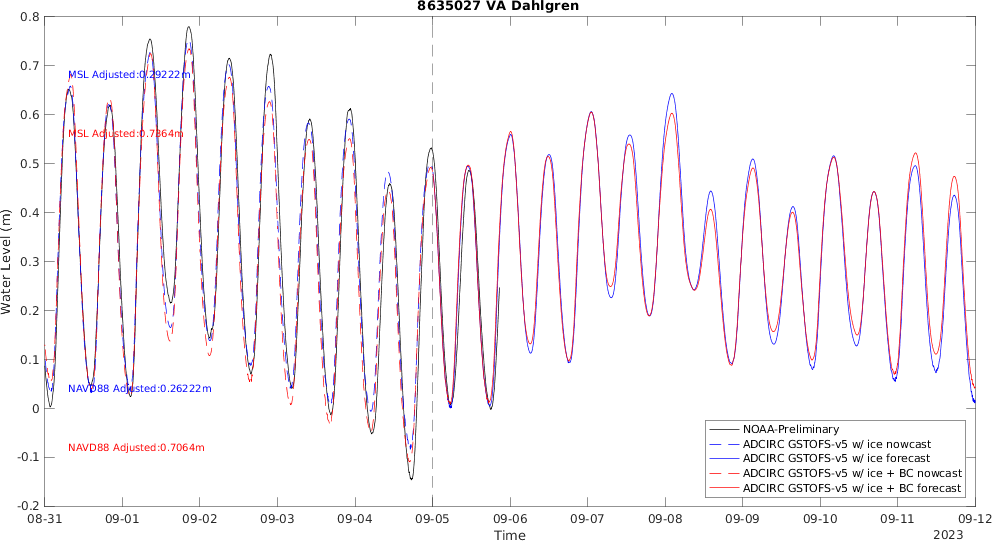 8635027 VA Dahlgren
0.8
0.7
0.6
0.5
0.4
0.3
0.2
0.1
0
-0.1
-0.2
Water Level (m)
MSL Adjusted:0.29222m
MSL Adjusted:0.7364m
NAVD88 Adjusted:0.26222m
NAVD88 Adjusted:0.7064m
NOAA-Preliminary
ADCIRC GSTOFS-v5 w/ ice nowcast
ADCIRC GSTOFS-v5 w/ ice forecast
ADCIRC GSTOFS-v5 w/ ice + BC nowcast
ADCIRC GSTOFS-v5 w/ ice + BC forecast
08-31 09-01 09-02 09-03 09-04 09-05 09-06 09-07 09-08 09-09 09-10 09-11 09-12
Time
2023